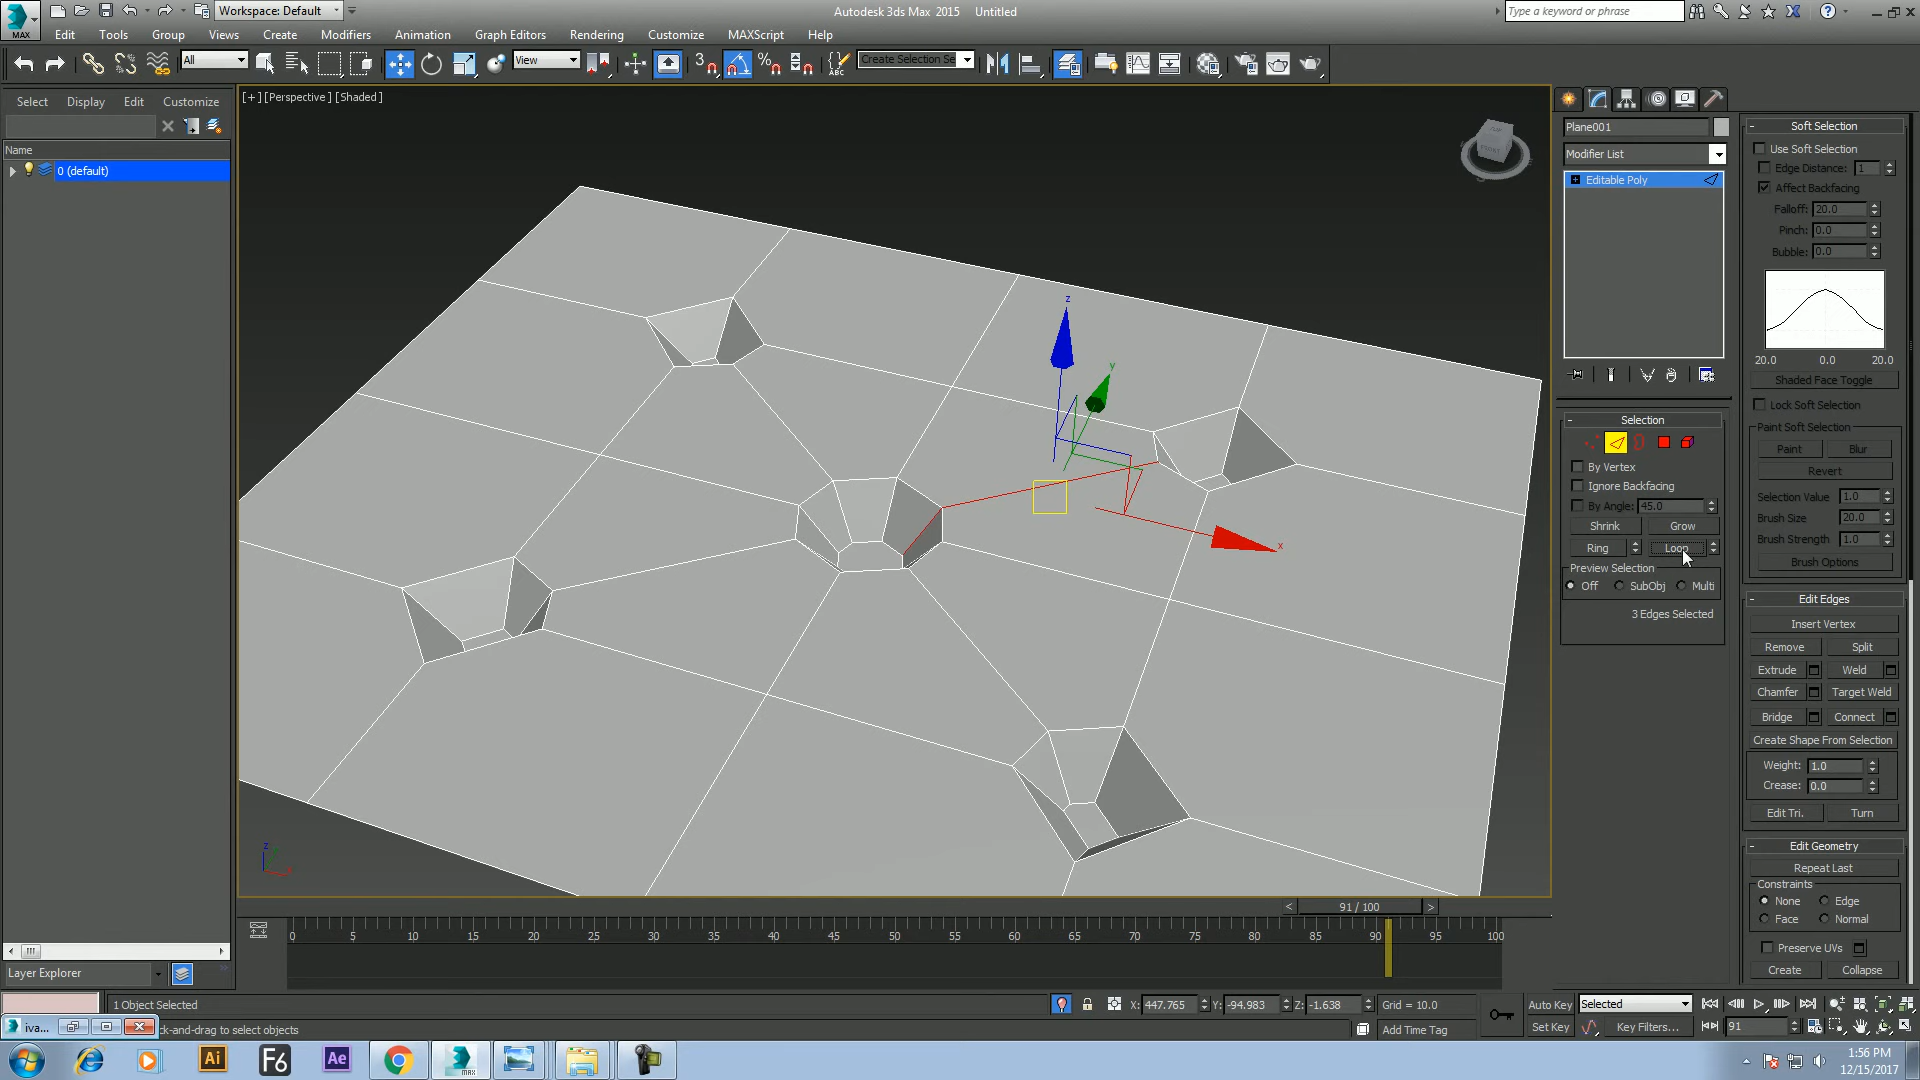 Workspace: Default
Autodesk 3ds Max 2015 Untitled
Type a keyword or phrase
MAX
Edit Tools Group Views Create Modifiers Animation Graph Editors Rendering Customize MAXScript Help
All
View
3
ABC
Create Selection Se
Select Display Edit Customize
Name
0 (default)
[+] [Perspective] [Shaded]
z
y
x
z
Plane001
Modifier List
Editable Poly
Selection
By Vertex
Ignore Backfacing
By Angle: 45.0
Shrink Grow
Ring Loop
Preview Selection
Off SubObj Multi
3 Edges Selected
Soft Selection
Use Soft Selection
Edge Distance: 1
Affect Backfacing
Falloff: 20.0
Pinch: 0.0
Bubble: 0.0
20.0 0.0 20.0
Shaded Face Toggle
Lock Soft Selection
Paint Soft Selection
Paint Blur
Revert
Selection Value 1.0
Brush Size 20.0
Brush Strength 1.0
Brush Options
Edit Edges
Insert Vertex
Remove Split
Extrude Weld
Chamfer Target Weld
Bridge Connect
Create Shape From Selection
Weight: 1.0
Crease: 0.0
Edit Tri. Turn
Edit Geometry
Repeat Last
Constraints
None Edge
Face Normal
Preserve UVs
Create Collapse
< 91 / 100 >
0 5 10 15 20 25 30 35 40 45 50 55 60 65 70 75 80 85 90 95 100
Layer Explorer
1 Object Selected
X: 447.765 Y: -94.983 Z: -1.638 Grid = 10.0
Auto Key Selected
iva...
ck-and-drag to select objects
Add Time Tag
Set Key Key Filters... 91
Ai F6 Ae
MAX
1:56 PM
12/15/2017